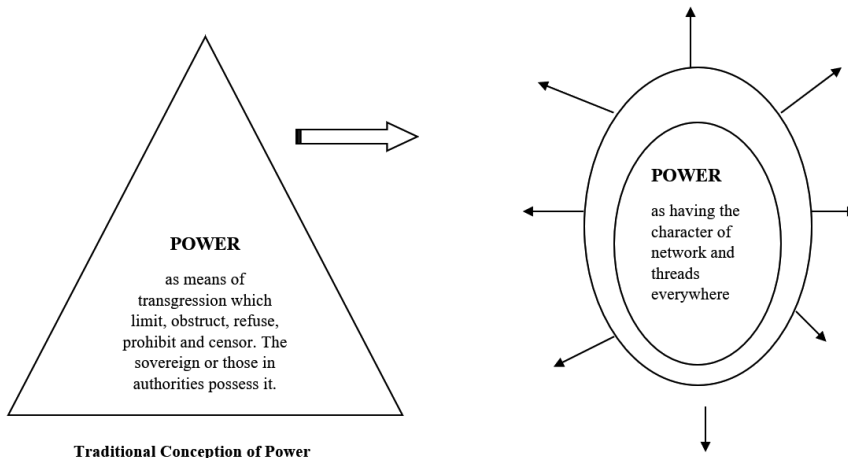 POWER
as means of
transgression which
limit, obstruct, refuse,
prohibit and censor. The
sovereign or those in
authorities possess it.
Traditional Conception of Power
POWER
as having the
character of
network and
threads
everywhere